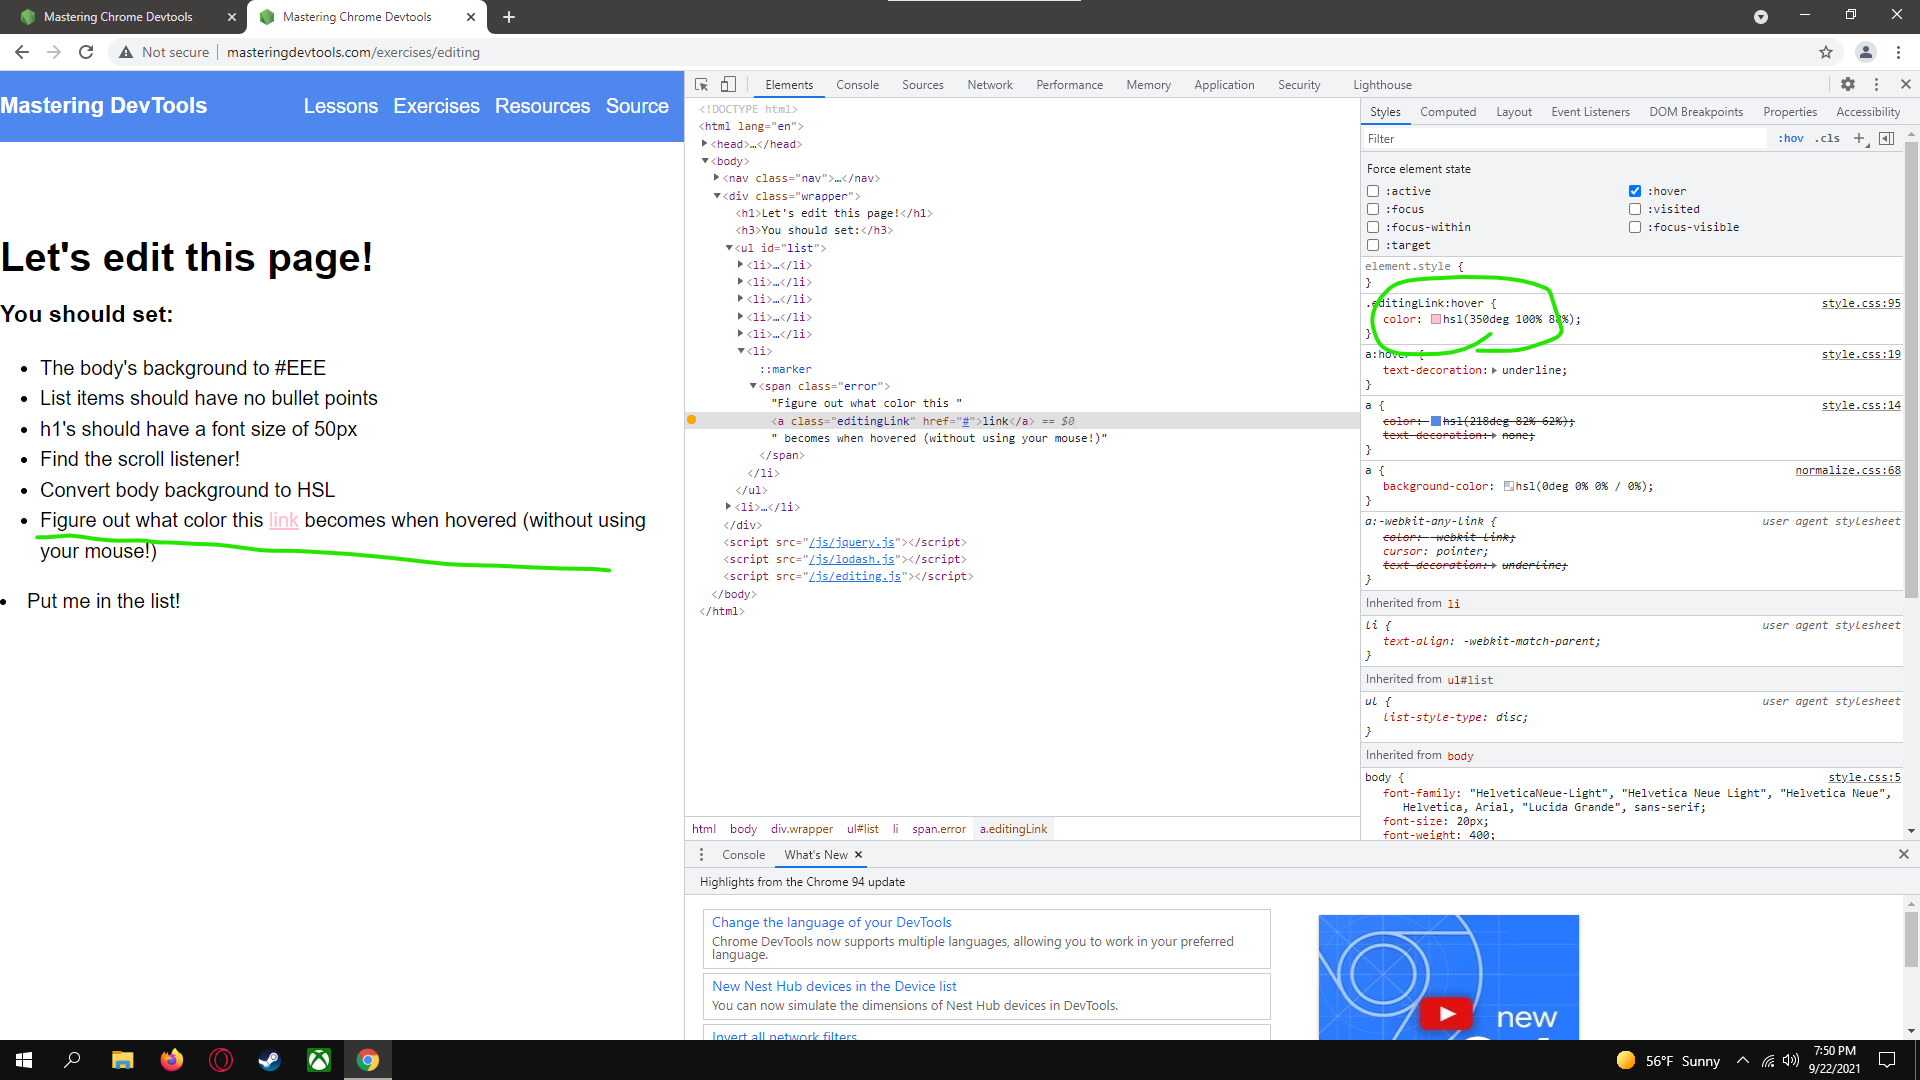 Mastering Chrome Devtools
Mastering Chrome Devtools
Not secure
masteringdevtools.com/exercises/editing
Mastering DevTools
Lessons Exercises Resources Source
Let's edit this page!
You should set:
• The body's background to #EEE
• List items should have no bullet points
• h1's should have a font size of 50px
• Find the scroll listener!
• Convert body background to HSL
• Figure out what color this link becomes when hovered (without using
your mouse!)
• Put me in the list!
Elements Console Sources Network Performance Memory Application Security Lighthouse
<!DOCTYPE html>
<html lang="en">
<head>…</head>
<body>
<nav class="nav">…</nav>
<div class="wrapper">
<h1>Let's edit this page!</h1>
<h3>You should set:</h3>
<ul id="list">
<li>…</li>
<li>…</li>
<li>…</li>
<li>…</li>
<li>…</li>
<li>
::marker
<span class="error">
"Figure out what color this "
<a class="editingLink" href="#">link</a> == $0
" becomes when hovered (without using your mouse!)"
</span>
</li>
</ul>
<li>…</li>
</div>
<script src="/js/jquery.js"></script>
<script src="/js/lodash.js"></script>
<script src="/js/editing.js"></script>
</body>
</html>
html body div.wrapper ul#list li span.error a.editingLink
Styles Computed Layout Event Listeners DOM Breakpoints Properties Accessibility
Filter
:hov .cls
Force element state
:active :hover
:focus :visited
:focus-within :focus-visible
:target
element.style {
}
.editingLink:hover { style.css:95
color: hsl(350deg 100% 88%);
}
a:hover { style.css:19
text-decoration: underline;
}
a { style.css:14
color: hsl(218deg 82% 62%);
text-decoration: none;
}
a { normalize.css:68
background-color: hsl(0deg 0% 0% / 0%);
}
a:-webkit-any-link { user agent stylesheet
color: -webkit-link;
cursor: pointer;
text-decoration: underline;
}
Inherited from li
li { user agent stylesheet
text-align: -webkit-match-parent;
}
Inherited from ul#list
ul { user agent stylesheet
list-style-type: disc;
}
Inherited from body
body { style.css:5
font-family: "HelveticaNeue-Light", "Helvetica Neue Light", "Helvetica Neue",
Helvetica, Arial, "Lucida Grande", sans-serif;
font-size: 20px;
font-weight: 400;
Console What's New
Highlights from the Chrome 94 update
Change the language of your DevTools
Chrome DevTools now supports multiple languages, allowing you to work in your preferred
language.
New Nest Hub devices in the Device list
You can now simulate the dimensions of Nest Hub devices in DevTools.
Invert all network filters
new
56°F Sunny
7:50 PM
9/22/2021